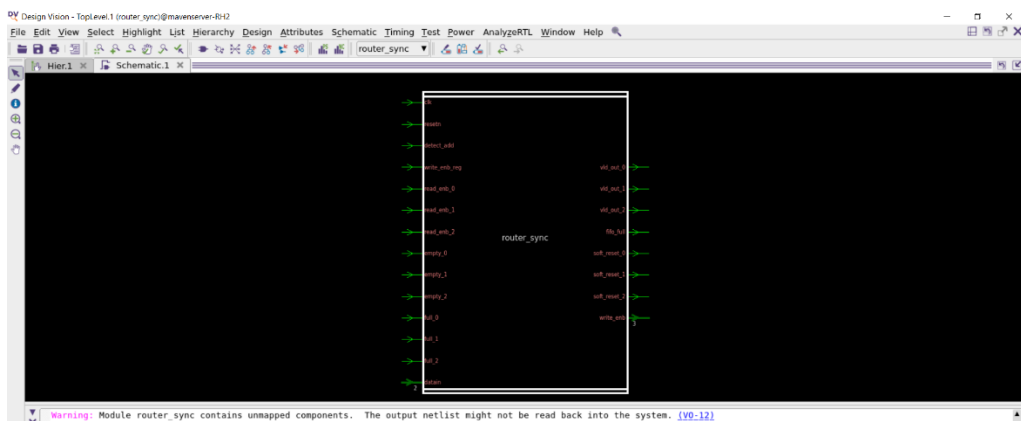 Design Vision - TopLevel.1 (router_sync)@mavenserver-RH2
File Edit View Select Highlight List Hierarchy Design Attributes Schematic Timing Test Power AnalyzeRTL Window Help
router_sync
Hier.1 Schematic.1
clk
resetn
detect_add
write_enb_reg
read_enb_0
read_enb_1
read_enb_2
empty_0
empty_1
empty_2
full_0
full_1
full_2
datain
2
router_sync
vld_out_0
vld_out_1
vld_out_2
fifo_full
soft_reset_0
soft_reset_1
soft_reset_2
write_enb
3
Warning: Module router_sync contains unmapped components. The output netlist might not be read back into the system. (VO-12)